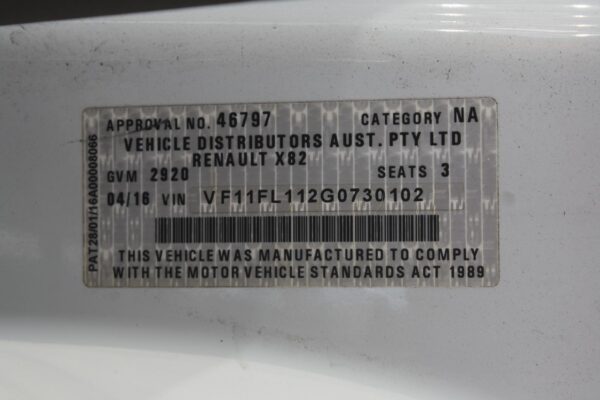 APPROVAL NO. 46797 CATEGORY NA
VEHICLE DISTRIBUTORS AUST. PTY LTD
RENAULT X82
GVM 2920 SEATS 3
04/16 VIN VF11FL112G0730102
THIS VEHICLE WAS MANUFACTURED TO COMPLY
WITH THE MOTOR VEHICLE STANDARDS ACT 1989
PAT28/01/16A00008066